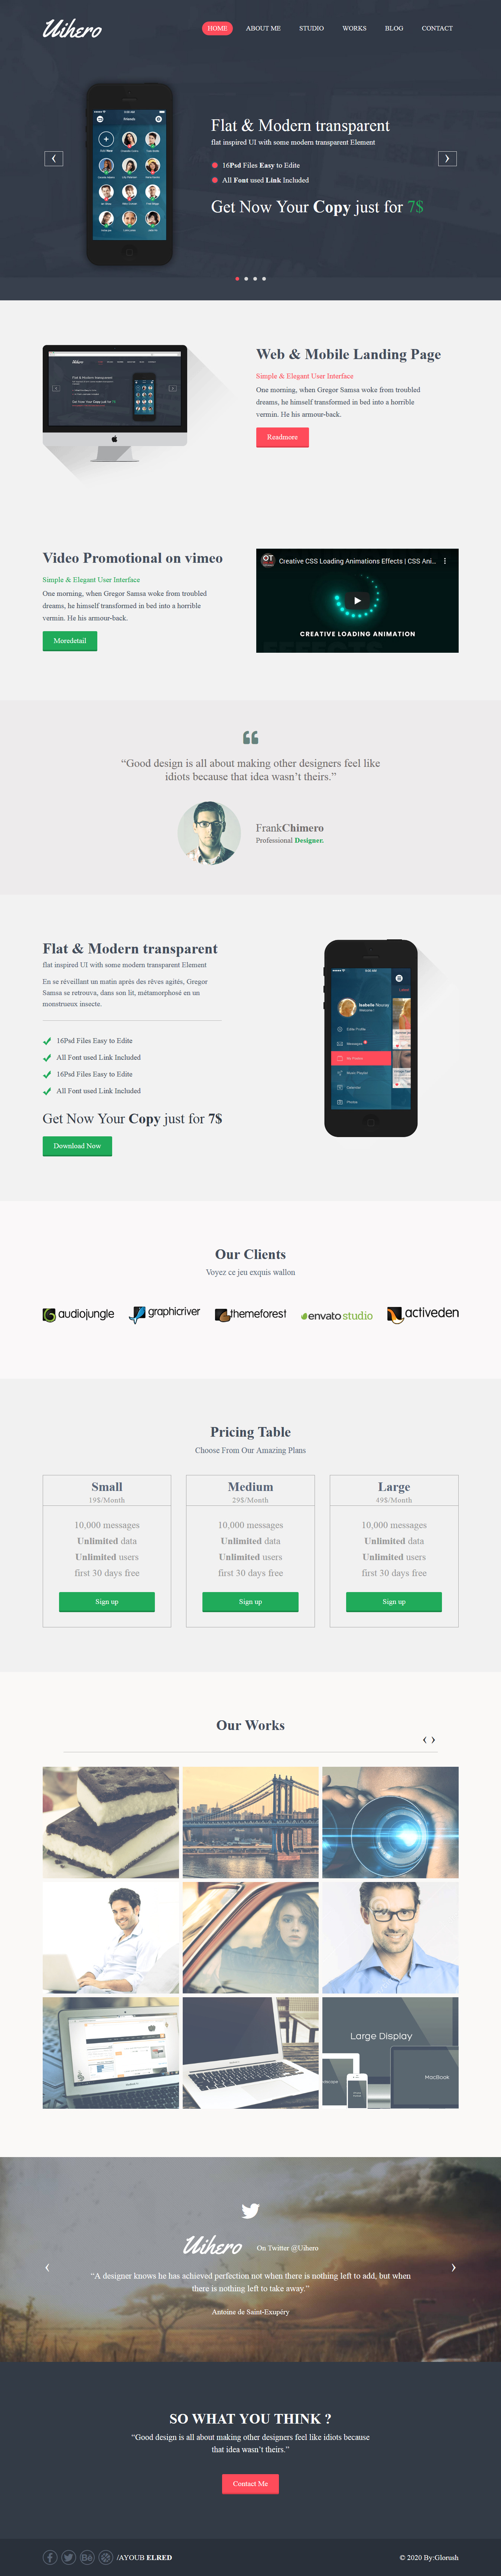 Uihero
HOME ABOUT ME STUDIO WORKS BLOG CONTACT
Flat & Modern transparent
flat inspired UI with some modern transparent Element
16Psd Files Easy to Edite
All Font used Link Included
Get Now Your Copy just for 7$
Web & Mobile Landing Page
Simple & Elegant User Interface
One morning, when Gregor Samsa woke from troubled
dreams, he himself transformed in bed into a horrible
vermin. He his armour-back.
Readmore
Video Promotional on vimeo
Simple & Elegant User Interface
One morning, when Gregor Samsa woke from troubled
dreams, he himself transformed in bed into a horrible
vermin. He his armour-back.
Moredetail
OT
Creative CSS Loading Animations Effects | CSS Ani...
CREATIVE LOADING ANIMATION
“Good design is all about making other designers feel like
idiots because that idea wasn’t theirs.”
FrankChimero
Professional Designer.
Flat & Modern transparent
flat inspired UI with some modern transparent Element
En se réveillant un matin après des rêves agités, Gregor
Samsa se retrouva, dans son lit, métamorphosé en un
monstrueux insecte.
16Psd Files Easy to Edite
All Font used Link Included
16Psd Files Easy to Edite
All Font used Link Included
Get Now Your Copy just for 7$
Download Now
Isabelle Nouray
Edite Profile
Messages
My Photos
Music Playlist
Calendar
Photos
Our Clients
Voyez ce jeu exquis wallon
audiojungle graphicriver themeforest envato studio activeden
Pricing Table
Choose From Our Amazing Plans
Small
19$/Month
10,000 messages
Unlimited data
Unlimited users
first 30 days free
Sign up
Medium
29$/Month
10,000 messages
Unlimited data
Unlimited users
first 30 days free
Sign up
Large
49$/Month
10,000 messages
Unlimited data
Unlimited users
first 30 days free
Sign up
Our Works
Large Display
MacBook
Uihero
On Twitter @Uihero
“A designer knows he has achieved perfection not when there is nothing left to add, but when
there is nothing left to take away.”
Antoine de Saint-Exupéry
SO WHAT YOU THINK ?
“Good design is all about making other designers feel like idiots because
that idea wasn’t theirs.”
Contact Me
/AYOUB ELRED
© 2020 By:Glorush